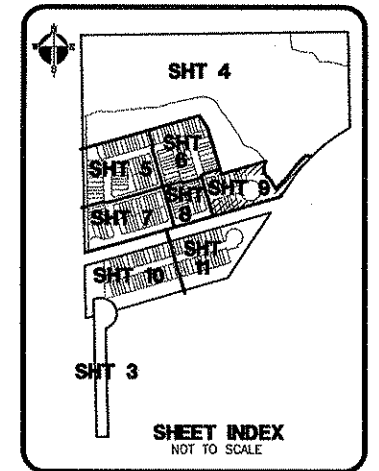 N
W E
S
SHT 4
SHT 5
SHT 6
SHT 7
SHT 8
SHT 9
SHT 10
SHT 11
SHT 3
SHEET INDEX
NOT TO SCALE